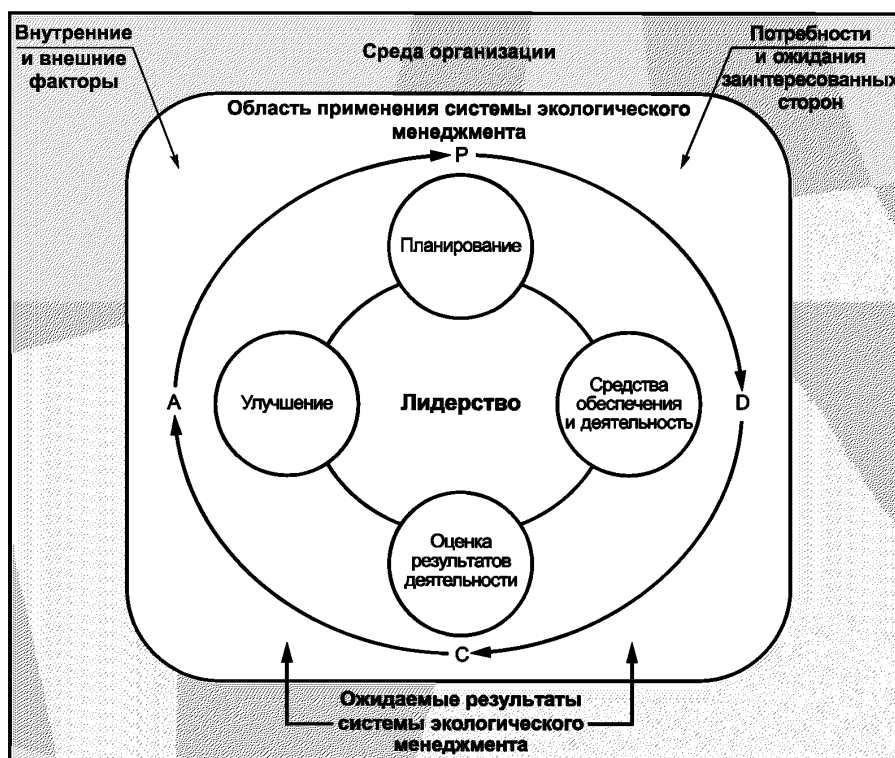 Внутренние
и внешние
факторы
Среда организации
Потребности
и ожидания
заинтересованных
сторон
Область применения системы экологического
менеджмента
P
Планирование
A
Улучшение
Лидерство
Средства
обеспечения
и деятельность
D
Оценка
результатов
деятельности
C
Ожидаемые результаты
системы экологического
менеджмента